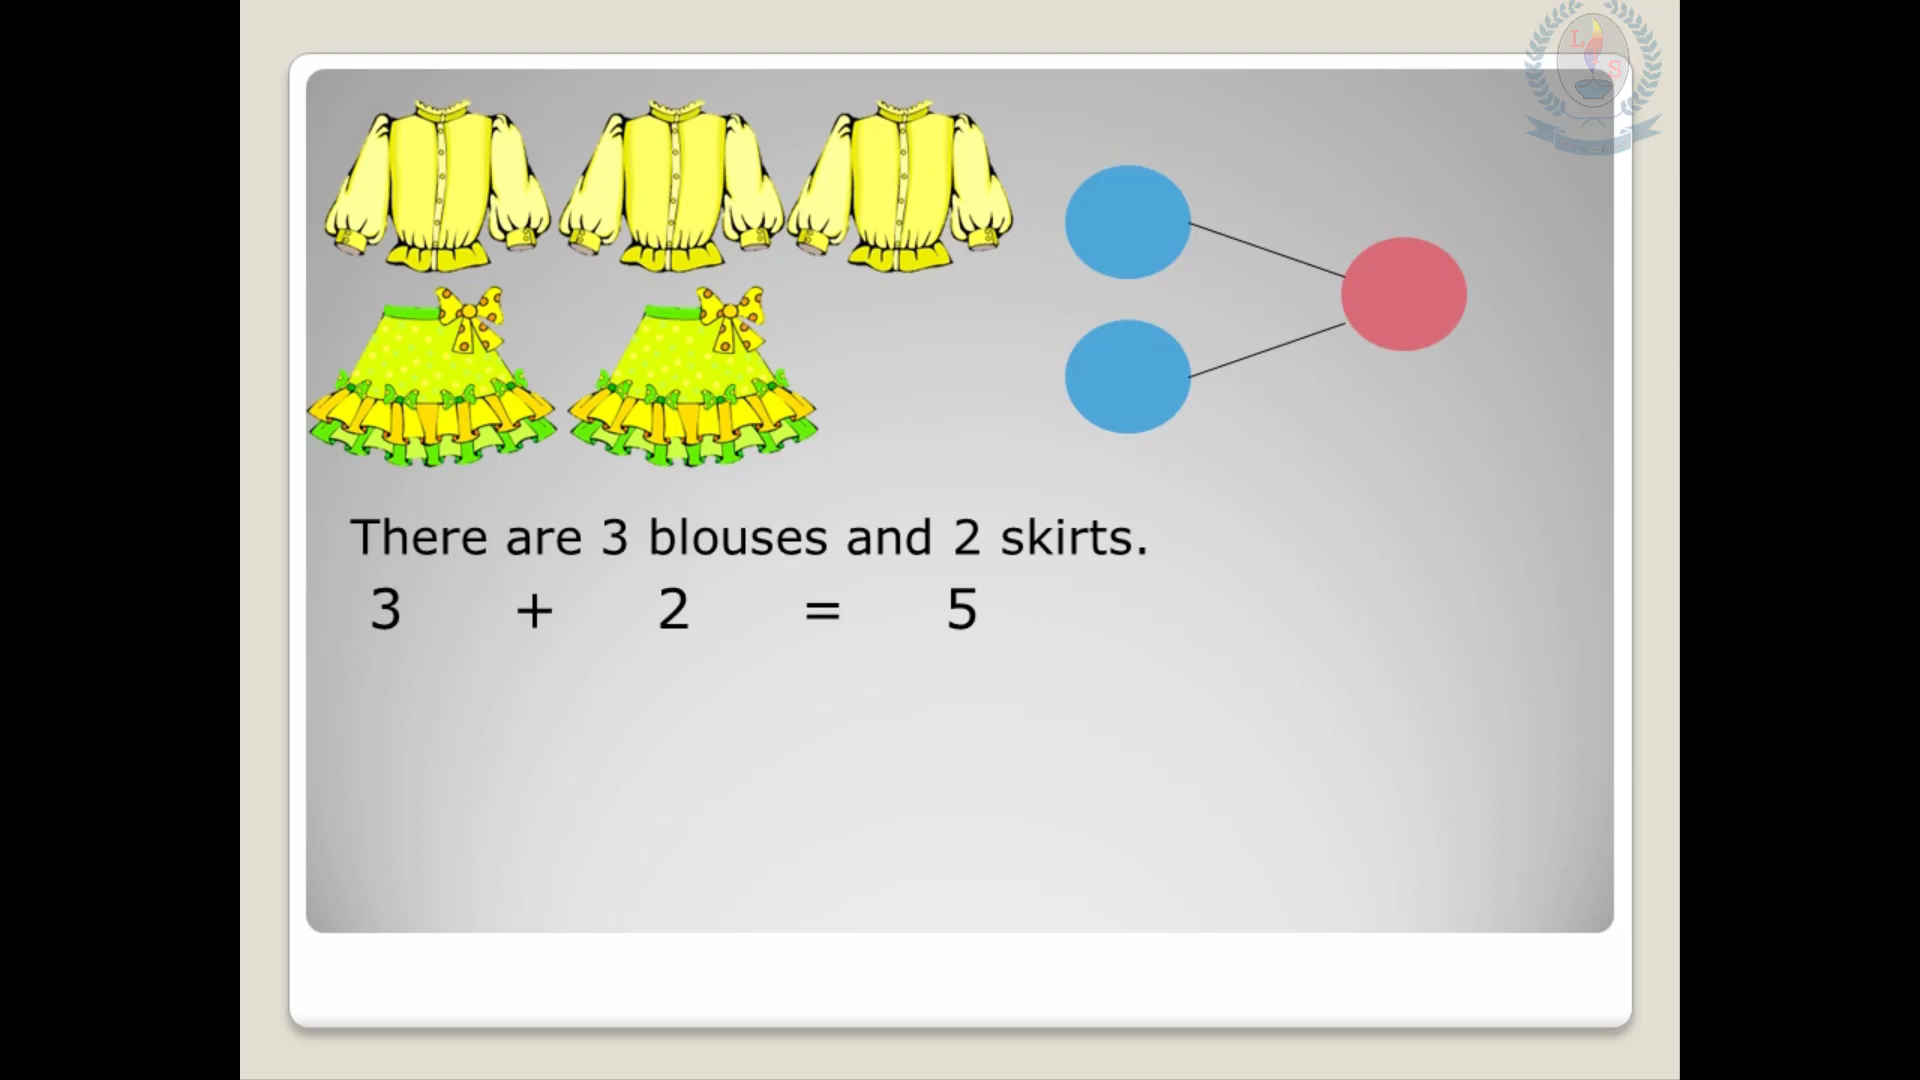 L
I
S
There are 3 blouses and 2 skirts.
3 + 2 = 5